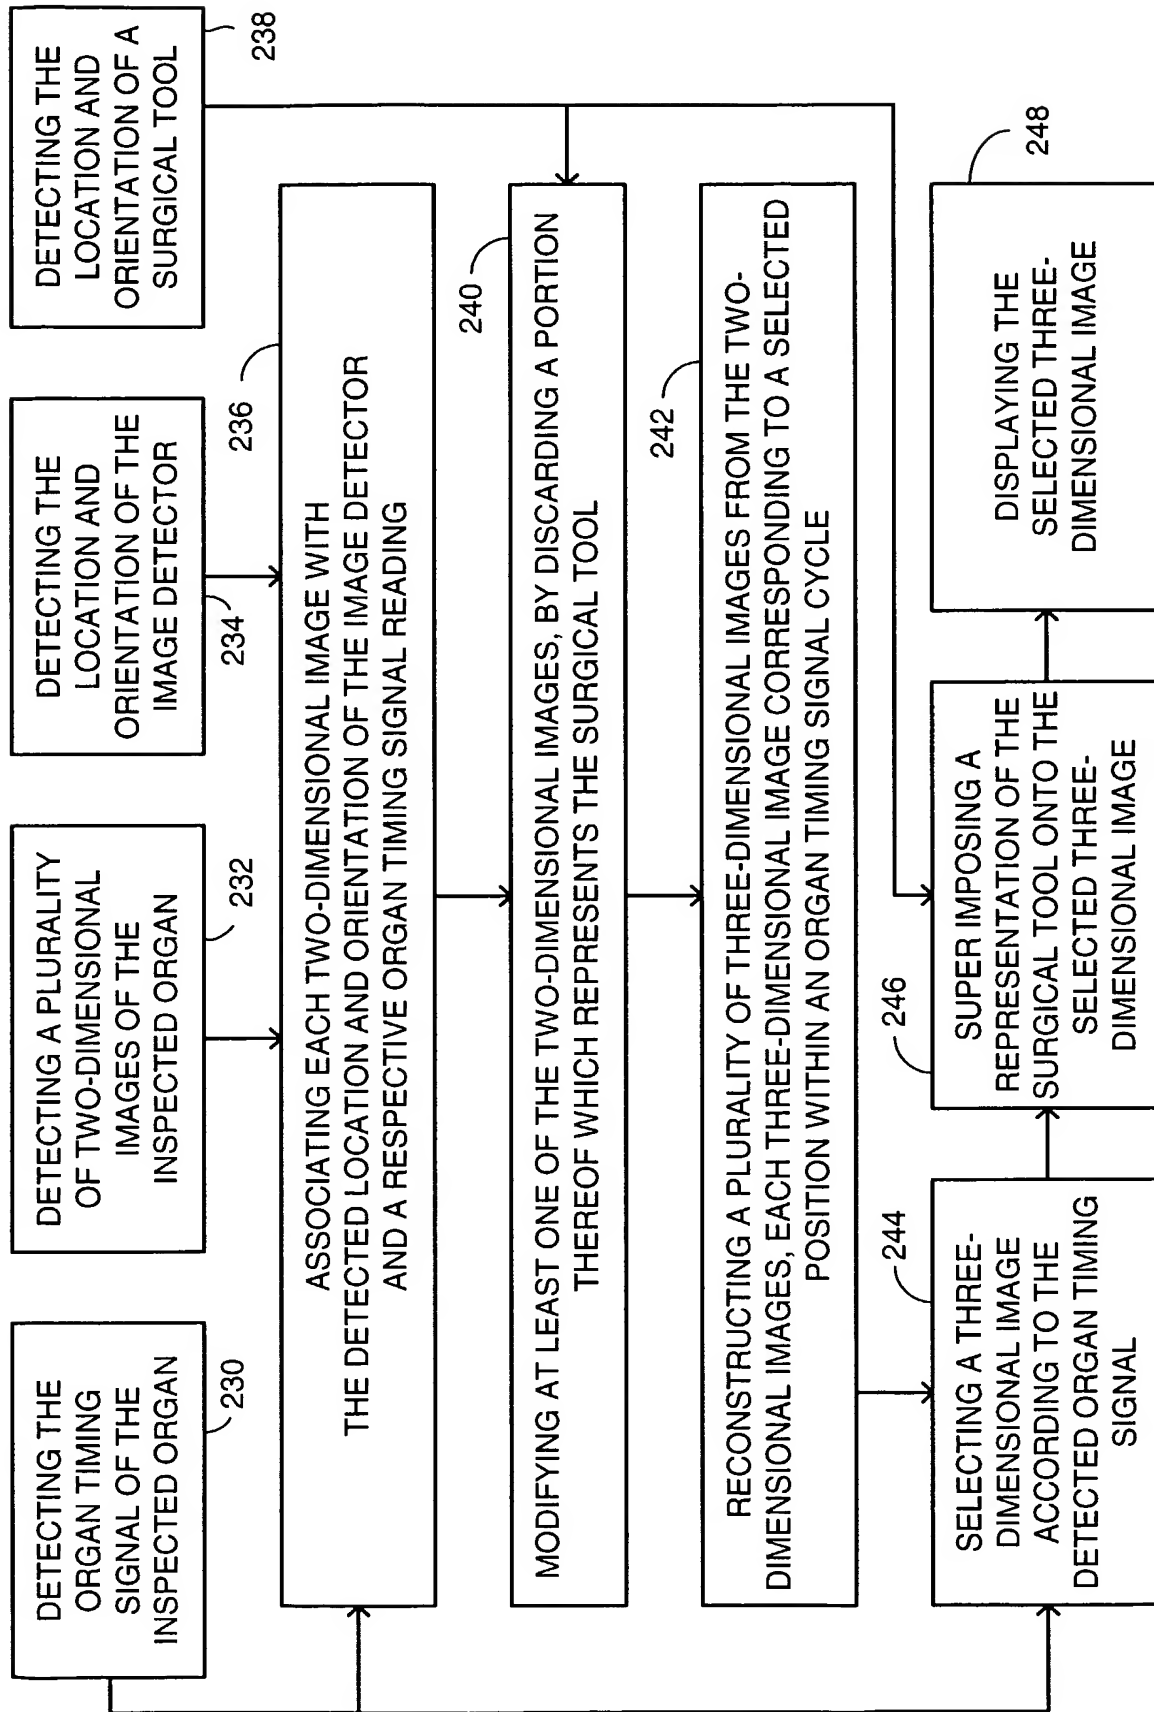 DETECTING THE
ORGAN TIMING
SIGNAL OF THE
INSPECTED ORGAN
230
DETECTING A PLURALITY
OF TWO-DIMENSIONAL
IMAGES OF THE
INSPECTED ORGAN
232
DETECTING THE
LOCATION AND
ORIENTATION OF THE
IMAGE DETECTOR
234
DETECTING THE
LOCATION AND
ORIENTATION OF A
SURGICAL TOOL
238
236
ASSOCIATING EACH TWO-DIMENSIONAL IMAGE WITH
THE DETECTED LOCATION AND ORIENTATION OF THE IMAGE DETECTOR
AND A RESPECTIVE ORGAN TIMING SIGNAL READING
240
MODIFYING AT LEAST ONE OF THE TWO-DIMENSIONAL IMAGES, BY DISCARDING A PORTION
THEREOF WHICH REPRESENTS THE SURGICAL TOOL
242
RECONSTRUCTING A PLURALITY OF THREE-DIMENSIONAL IMAGES FROM THE TWO-
DIMENSIONAL IMAGES, EACH THREE-DIMENSIONAL IMAGE CORRESPONDING TO A SELECTED
POSITION WITHIN AN ORGAN TIMING SIGNAL CYCLE
244
SELECTING A THREE-
DIMENSIONAL IMAGE
ACCORDING TO THE
DETECTED ORGAN TIMING
SIGNAL
246
SUPER IMPOSING A
REPRESENTATION OF THE
SURGICAL TOOL ONTO THE
SELECTED THREE-
DIMENSIONAL IMAGE
248
DISPLAYING THE
SELECTED THREE-
DIMENSIONAL IMAGE